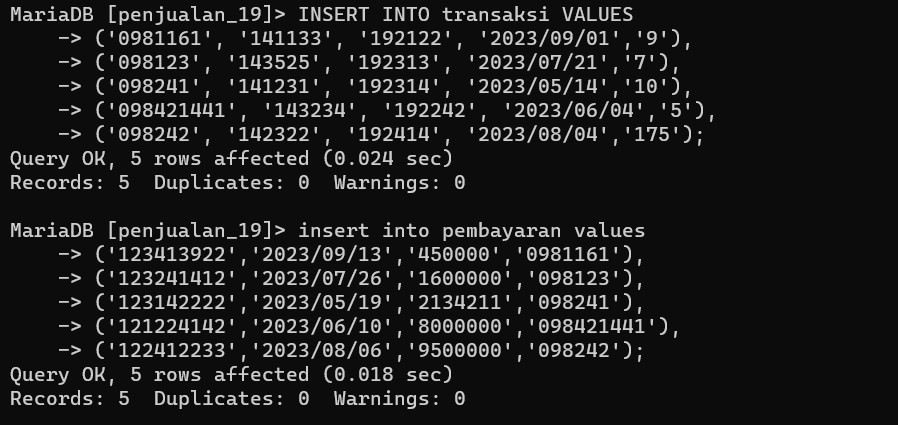 MariaDB [penjualan_19]> INSERT INTO transaksi VALUES
    -> ('0981161', '141133', '192122', '2023/09/01','9'),
    -> ('098123', '143525', '192313', '2023/07/21','7'),
    -> ('098241', '141231', '192314', '2023/05/14','10'),
    -> ('098421441', '143234', '192242', '2023/06/04','5'),
    -> ('098242', '142322', '192414', '2023/08/04','175');
Query OK, 5 rows affected (0.024 sec)
Records: 5  Duplicates: 0  Warnings: 0

MariaDB [penjualan_19]> insert into pembayaran values
    -> ('123413922','2023/09/13','450000','0981161'),
    -> ('123241412','2023/07/26','1600000','098123'),
    -> ('123142222','2023/05/19','2134211','098241'),
    -> ('121224142','2023/06/10','8000000','098421441'),
    -> ('122412233','2023/08/06','9500000','098242');
Query OK, 5 rows affected (0.018 sec)
Records: 5  Duplicates: 0  Warnings: 0